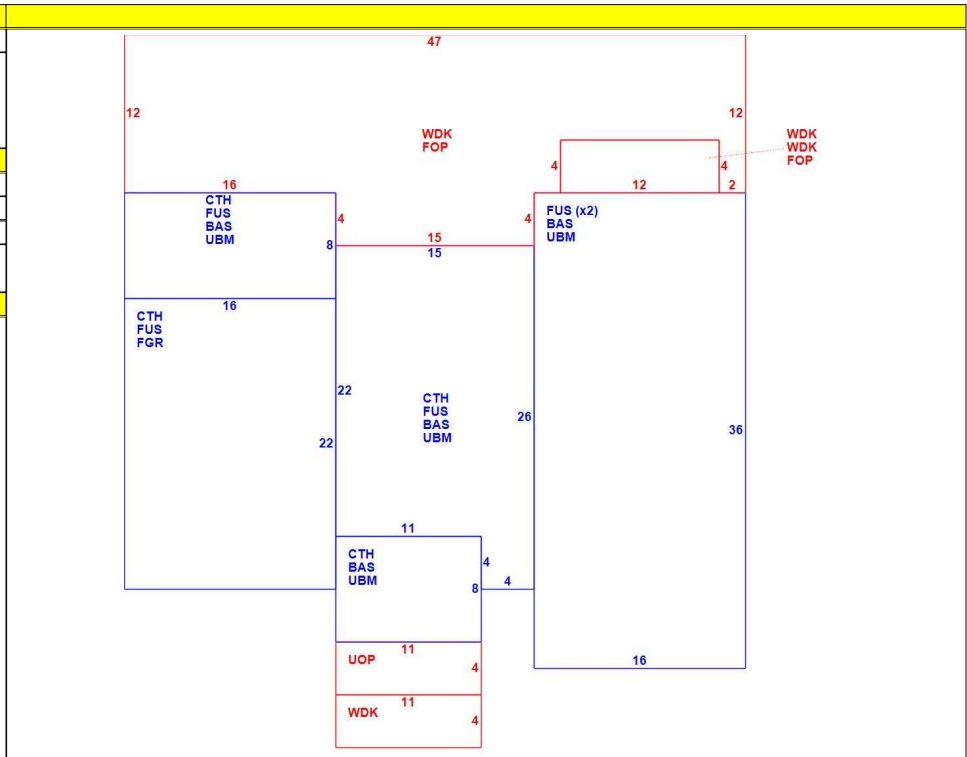 47
12
12
WDK
FOP
WDK
WDK
FOP
4
4
16
12
2
CTH
FUS
BAS
UBM
FUS (x2)
BAS
UBM
4
4
8
15
15
16
CTH
FUS
FGR
22
CTH
FUS
BAS
UBM
26
36
22
11
CTH
BAS
UBM
4
8
4
11
UOP
4
16
11
WDK
4